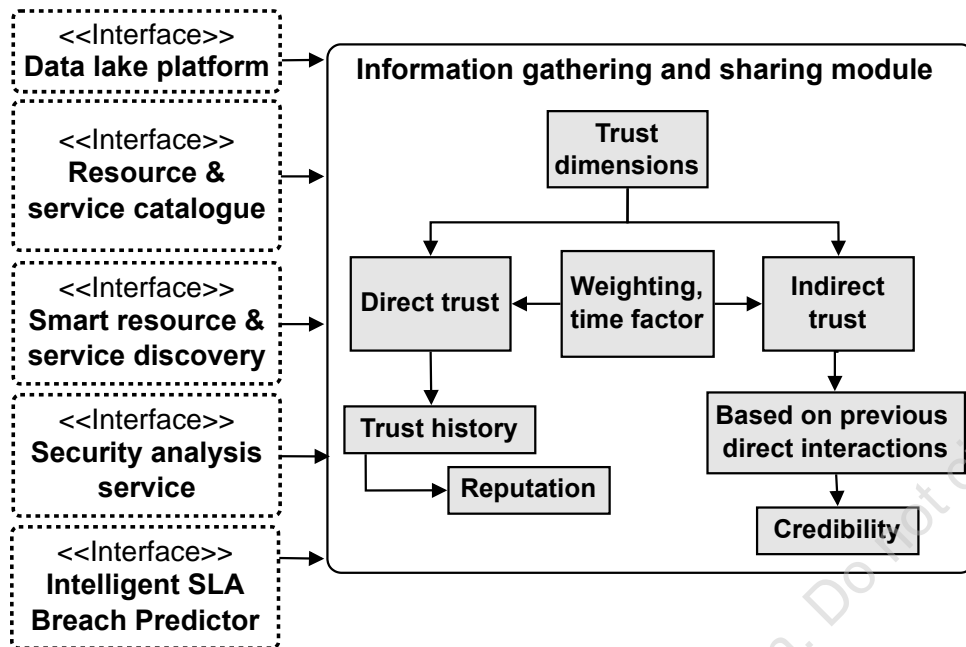 <<Interface>>
Data lake platform
<<Interface>>
Resource &
service catalogue
<<Interface>>
Smart resource &
service discovery
<<Interface>>
Security analysis
service
<<Interface>>
Intelligent SLA
Breach Predictor
Information gathering and sharing module
Trust
dimensions
Direct trust
Weighting,
time factor
Indirect
trust
Trust history
Reputation
Based on previous
direct interactions
Credibility
Do not